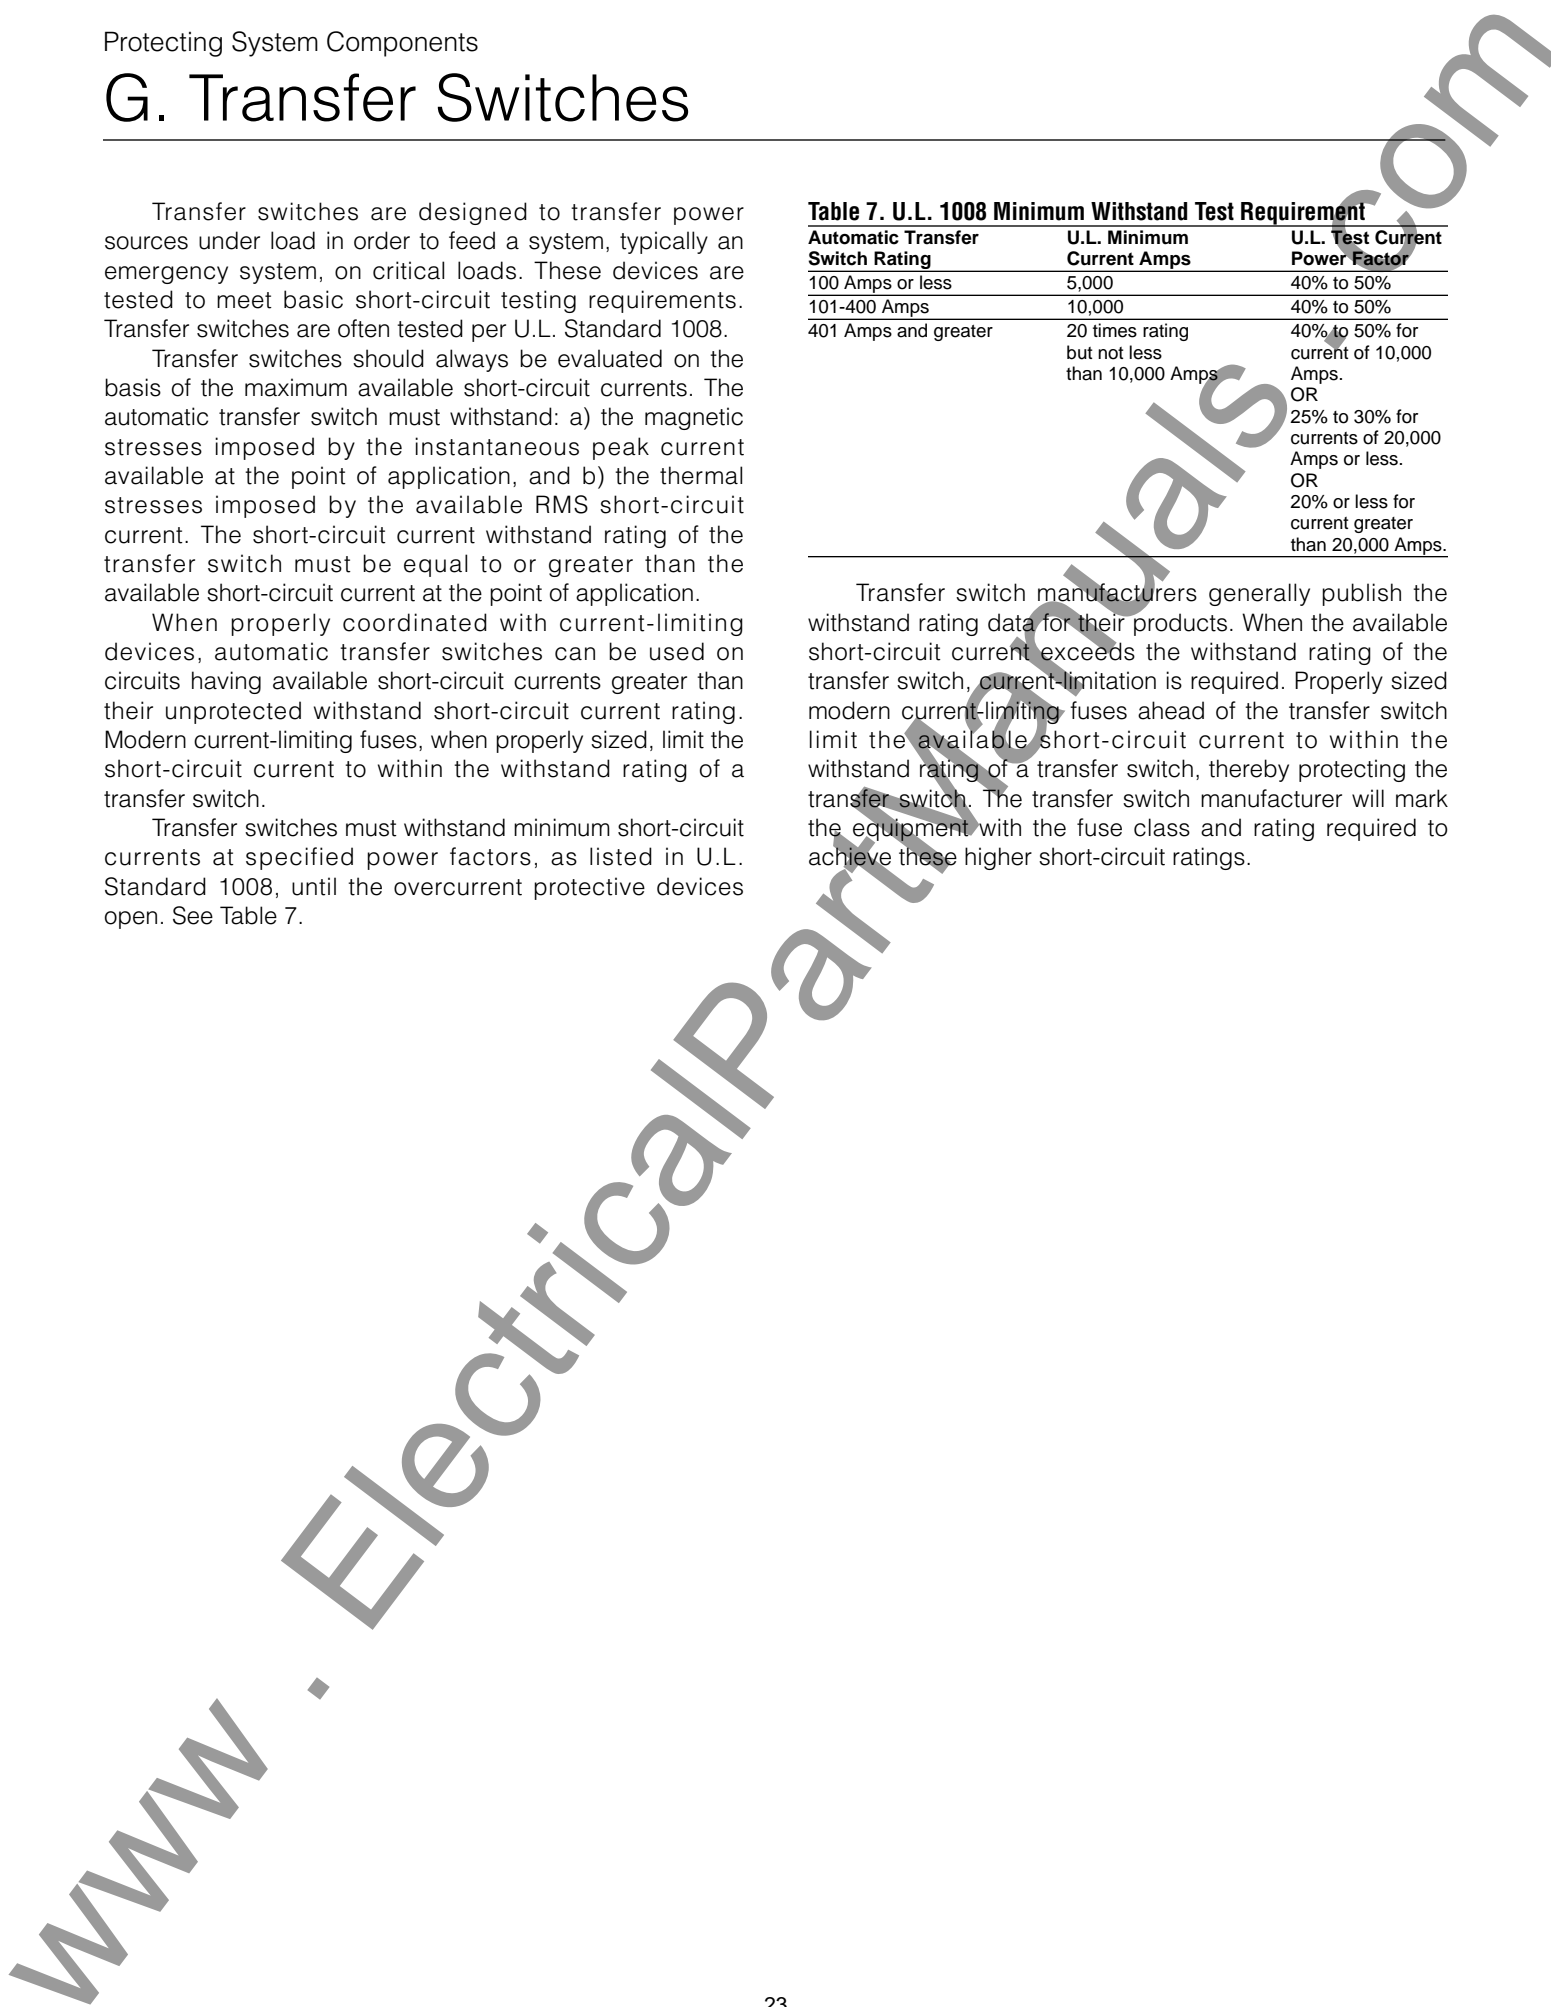 Protecting System Components
G. Transfer Switches
Transfer switches are designed to transfer power
sources under load in order to feed a system, typically an
emergency system, on critical loads. These devices are
tested to meet basic short-circuit testing requirements.
Transfer switches are often tested per U.L. Standard 1008.
Transfer switches should always be evaluated on the
basis of the maximum available short-circuit currents. The
automatic transfer switch must withstand: a) the magnetic
stresses imposed by the instantaneous peak current
available at the point of application, and b) the thermal
stresses imposed by the available RMS short-circuit
current. The short-circuit current withstand rating of the
transfer switch must be equal to or greater than the
available short-circuit current at the point of application.
When properly coordinated with current-limiting
devices, automatic transfer switches can be used on
circuits having available short-circuit currents greater than
their unprotected withstand short-circuit current rating.
Modern current-limiting fuses, when properly sized, limit the
short-circuit current to within the withstand rating of a
transfer switch.
Transfer switches must withstand minimum short-circuit
currents at specified power factors, as listed in U.L.
Standard 1008, until the overcurrent protective devices
open. See Table 7.
Table 7. U.L. 1008 Minimum Withstand Test Requirement
Automatic Transfer U.L. Minimum U.L. Test Current
Switch Rating Current Amps Power Factor
100 Amps or less 5,000 40% to 50%
101-400 Amps 10,000 40% to 50%
401 Amps and greater 20 times rating 40% to 50% for
but not less current of 10,000
than 10,000 Amps Amps.
OR
25% to 30% for
currents of 20,000
Amps or less.
OR
20% or less for
current greater
than 20,000 Amps.
Transfer switch manufacturers generally publish the
withstand rating data for their products. When the available
short-circuit current exceeds the withstand rating of the
transfer switch, current-limitation is required. Properly sized
modern current-limiting fuses ahead of the transfer switch
limit the available short-circuit current to within the
withstand rating of a transfer switch, thereby protecting the
transfer switch. The transfer switch manufacturer will mark
the equipment with the fuse class and rating required to
achieve these higher short-circuit ratings.
www . ElectricalPartManuals . com
23